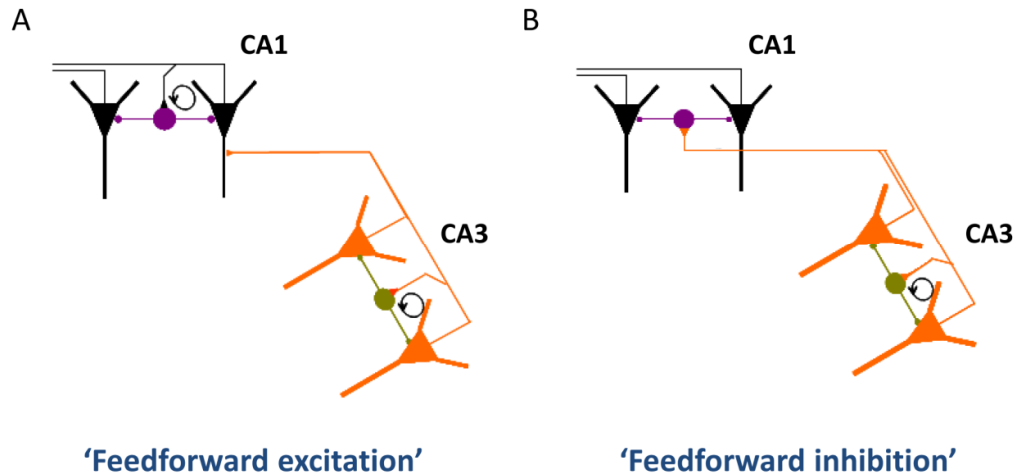 A
CA1
CA3
'Feedforward excitation'
B
CA1
CA3
'Feedforward inhibition'